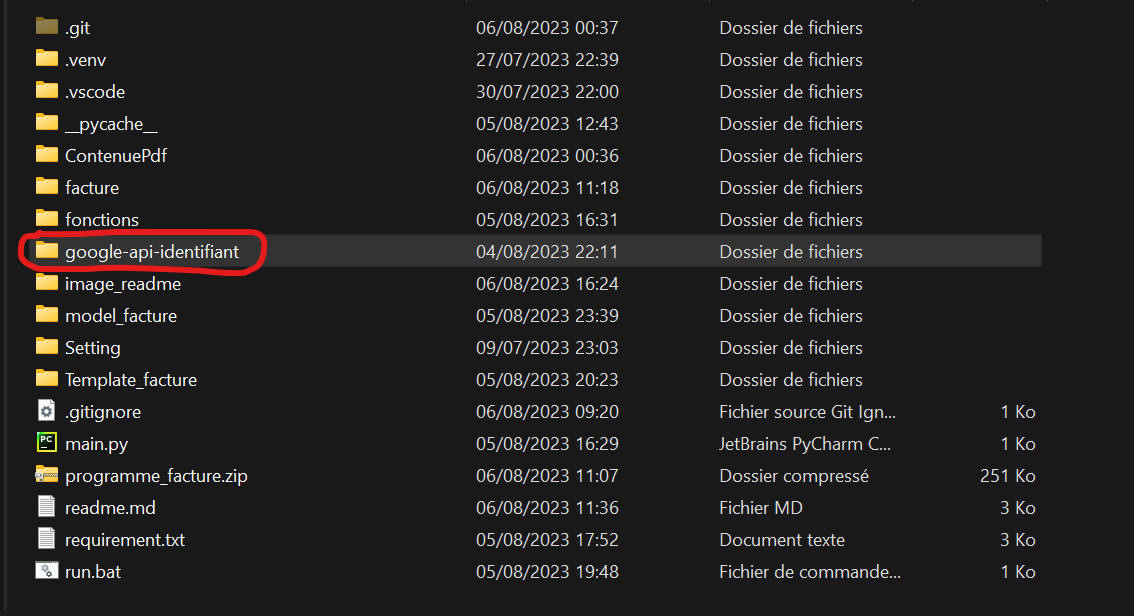 .git 06/08/2023 00:37 Dossier de fichiers
.venv 27/07/2023 22:39 Dossier de fichiers
.vscode 30/07/2023 22:00 Dossier de fichiers
__pycache__ 05/08/2023 12:43 Dossier de fichiers
ContenuePdf 06/08/2023 00:36 Dossier de fichiers
facture 06/08/2023 11:18 Dossier de fichiers
fonctions 05/08/2023 16:31 Dossier de fichiers
google-api-identifiant 04/08/2023 22:11 Dossier de fichiers
image_readme 06/08/2023 16:24 Dossier de fichiers
model_facture 05/08/2023 23:39 Dossier de fichiers
Setting 09/07/2023 23:03 Dossier de fichiers
Template_facture 05/08/2023 20:23 Dossier de fichiers
.gitignore 06/08/2023 09:20 Fichier source Git Ign... 1 Ko
main.py 05/08/2023 16:29 JetBrains PyCharm C... 1 Ko
programme_facture.zip 06/08/2023 11:07 Dossier compressé 251 Ko
readme.md 06/08/2023 11:36 Fichier MD 3 Ko
requirement.txt 05/08/2023 17:52 Document texte 3 Ko
run.bat 05/08/2023 19:48 Fichier de commande... 1 Ko